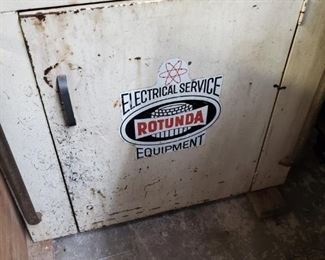 ELECTRICAL SERVICE
ROTUNDA
EQUIPMENT